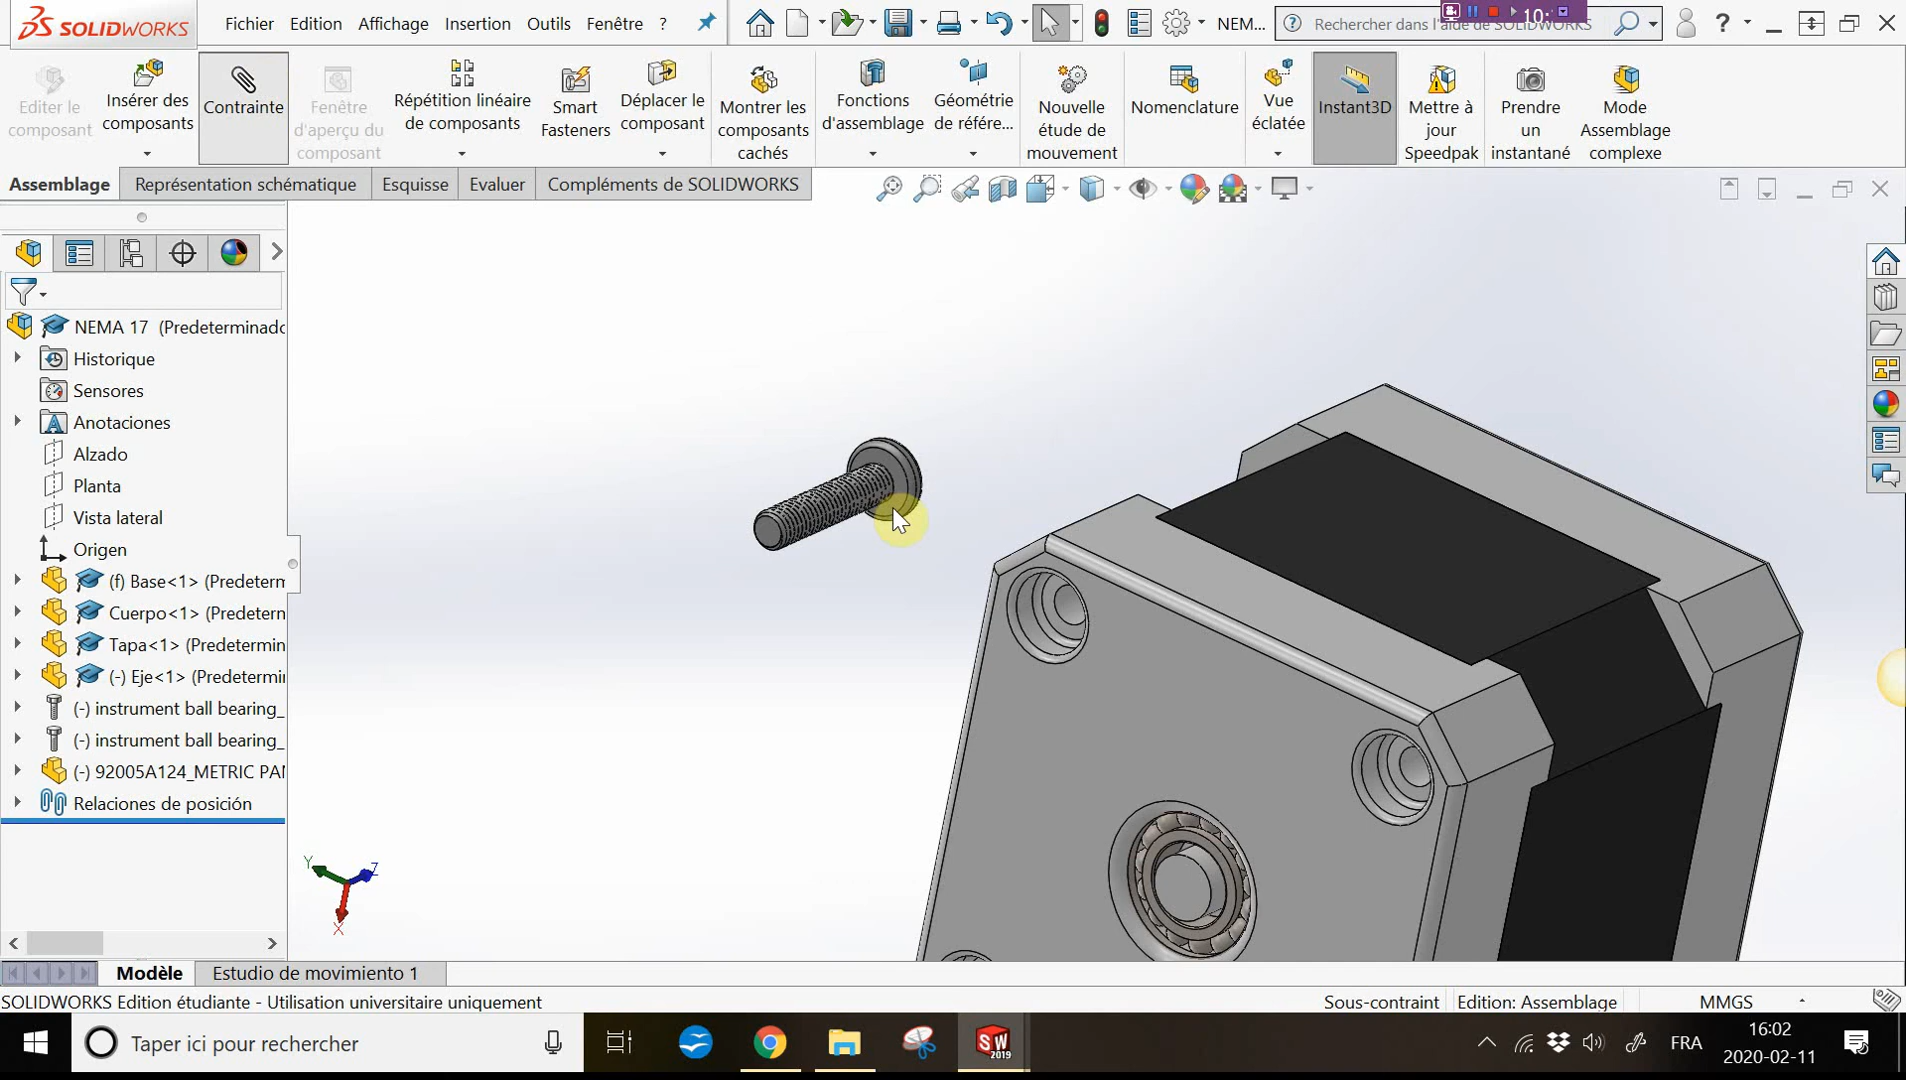 SOLIDWORKS
Fichier Edition Affichage Insertion Outils Fenêtre ?
NEM...
Rechercher dans l'aide de SOLIDWORKS
10:
?
Editer le composant
Insérer des composants
Contrainte
Fenêtre d'aperçu du composant
Répétition linéaire de composants
Smart Fasteners
Déplacer le composant
Montrer les composants cachés
Fonctions d'assemblage
Géométrie de référe...
Nouvelle étude de mouvement
Nomenclature
Vue éclatée
Instant3D
Mettre à jour Speedpak
Prendre un instantané
Mode Assemblage complexe
Assemblage Représentation schématique Esquisse Evaluer Compléments de SOLIDWORKS
NEMA 17 (Predeterminado
Historique
Sensores
Anotaciones
Alzado
Planta
Vista lateral
Origen
(f) Base<1> (Predeterm
Cuerpo<1> (Predeterm
Tapa<1> (Predetermin
(-) Eje<1> (Predetermi
(-) instrument ball bearing_
(-) instrument ball bearing_
(-) 92005A124_METRIC PA
Relaciones de posición
Y Z
X
Modèle Estudio de movimiento 1
SOLIDWORKS Edition étudiante - Utilisation universitaire uniquement
Sous-contraint Edition: Assemblage MMGS
Taper ici pour rechercher
SW 2019
FRA
16:02
2020-02-11